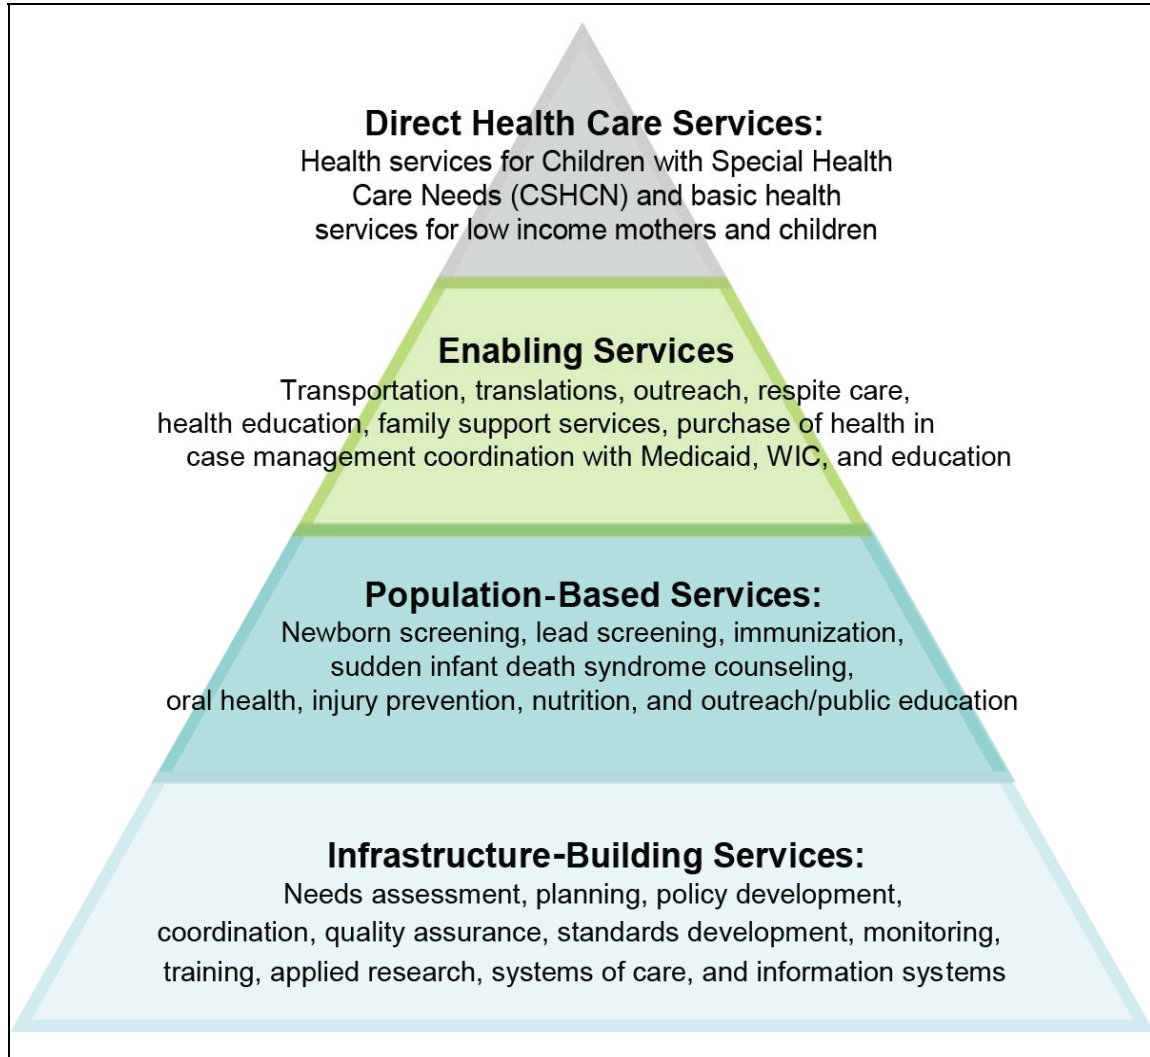 Direct Health Care Services:
Health services for Children with Special Health
Care Needs (CSHCN) and basic health
services for low income mothers and children
Enabling Services
Transportation, translations, outreach, respite care,
health education, family support services, purchase of health in
case management coordination with Medicaid, WIC, and education
Population-Based Services:
Newborn screening, lead screening, immunization,
sudden infant death syndrome counseling,
oral health, injury prevention, nutrition, and outreach/public education
Infrastructure-Building Services:
Needs assessment, planning, policy development,
coordination, quality assurance, standards development, monitoring,
training, applied research, systems of care, and information systems